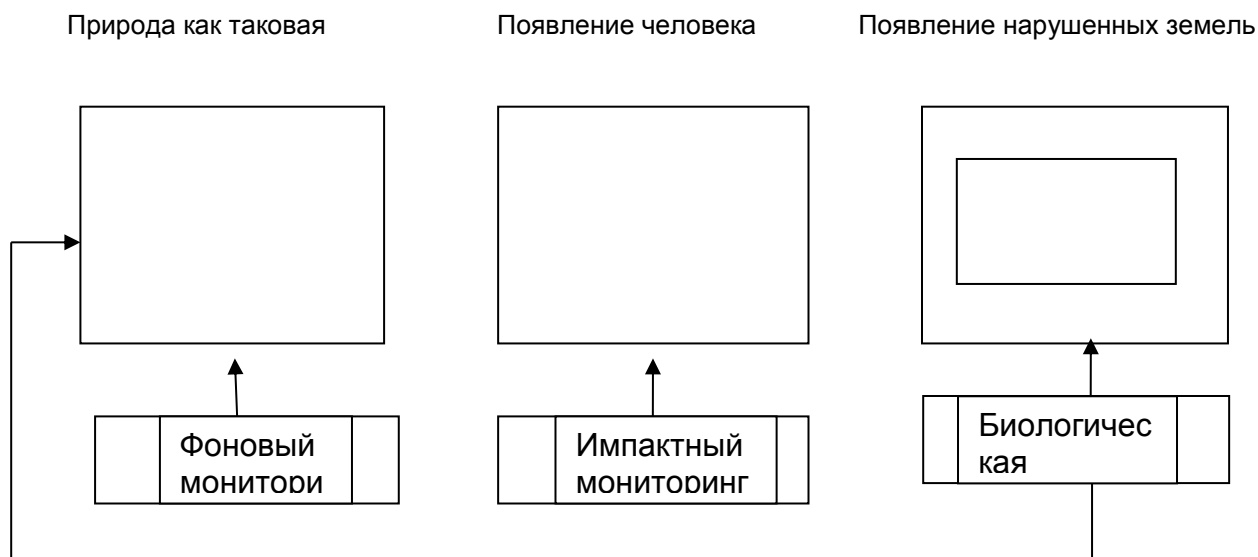 Природа как таковая
Появление человека
Появление нарушенных земель
Фоновый
монитори
Импактный
мониторинг
Биологичес
кая